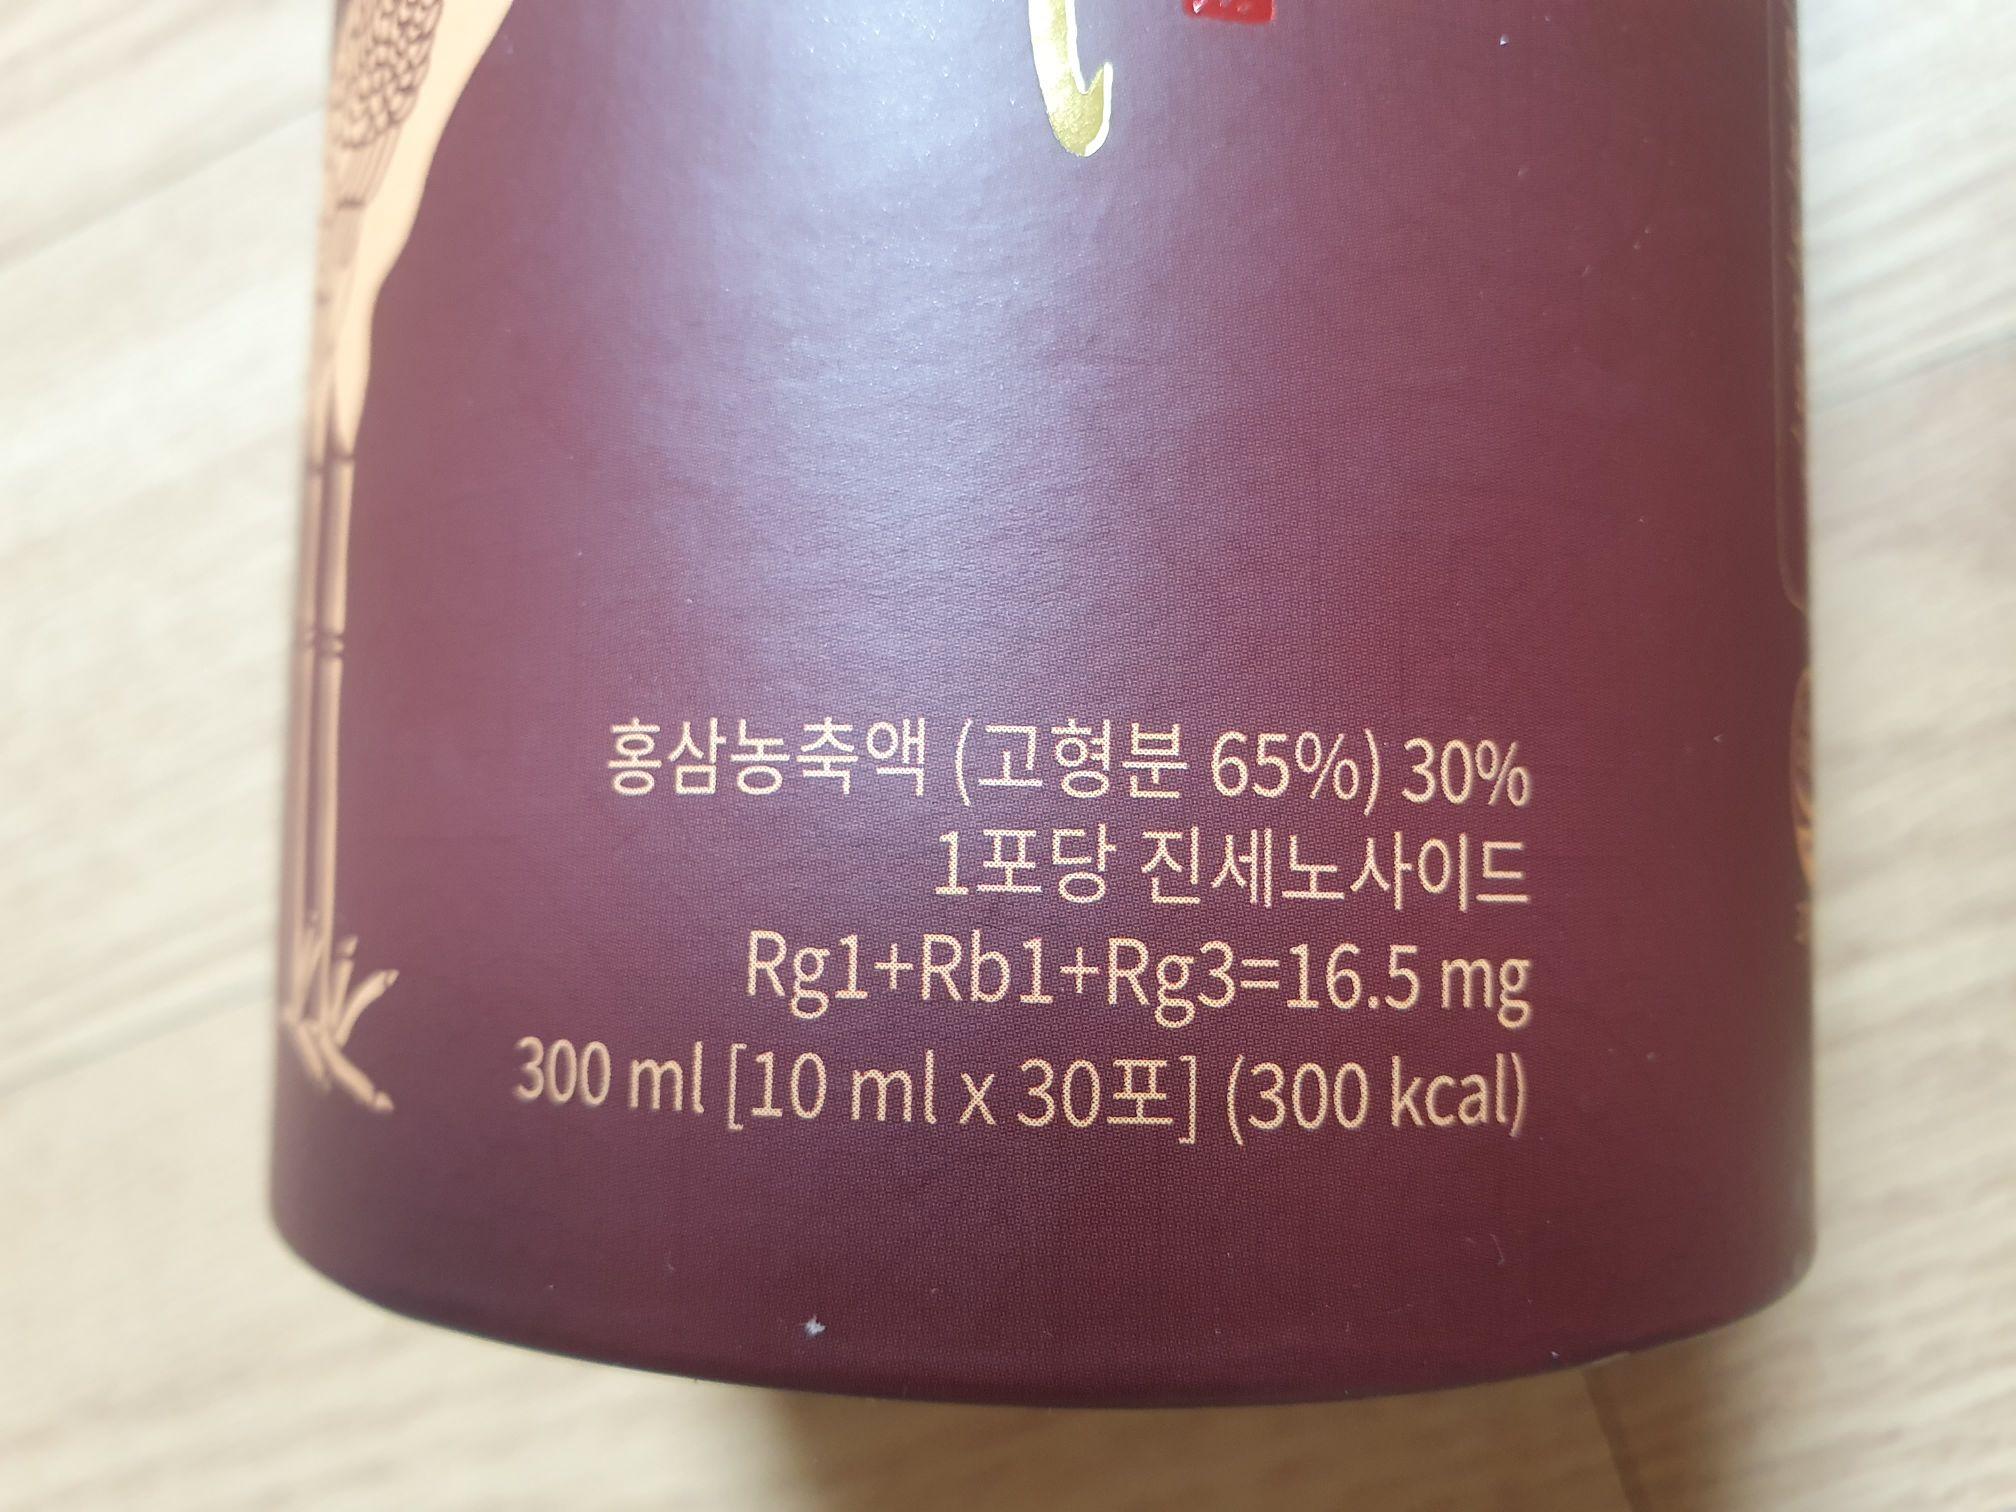 홍삼농축액 (고형분 65%) 30%
1포당 진세노사이드
Rg1+Rb1+Rg3=16.5 mg
300 ml [10 ml x 30포] (300 kcal)